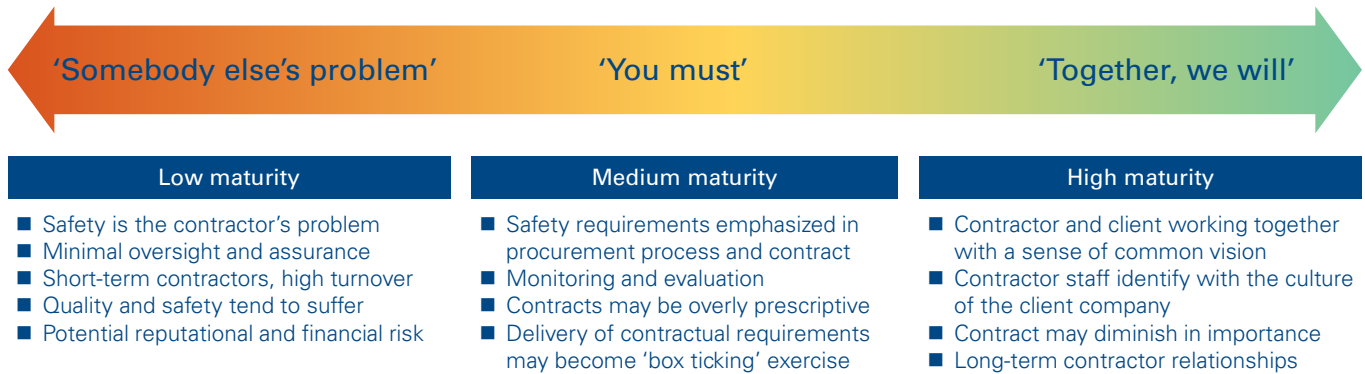 ‘Somebody else’s problem’
‘You must’
‘Together, we will’
Low maturity
■ Safety is the contractor’s problem
■ Minimal oversight and assurance
■ Short-term contractors, high turnover
■ Quality and safety tend to suffer
■ Potential reputational and financial risk
Medium maturity
■ Safety requirements emphasized in
procurement process and contract
■ Monitoring and evaluation
■ Contracts may be overly prescriptive
■ Delivery of contractual requirements
may become ‘box ticking’ exercise
High maturity
■ Contractor and client working together
with a sense of common vision
■ Contractor staff identify with the culture
of the client company
■ Contract may diminish in importance
■ Long-term contractor relationships